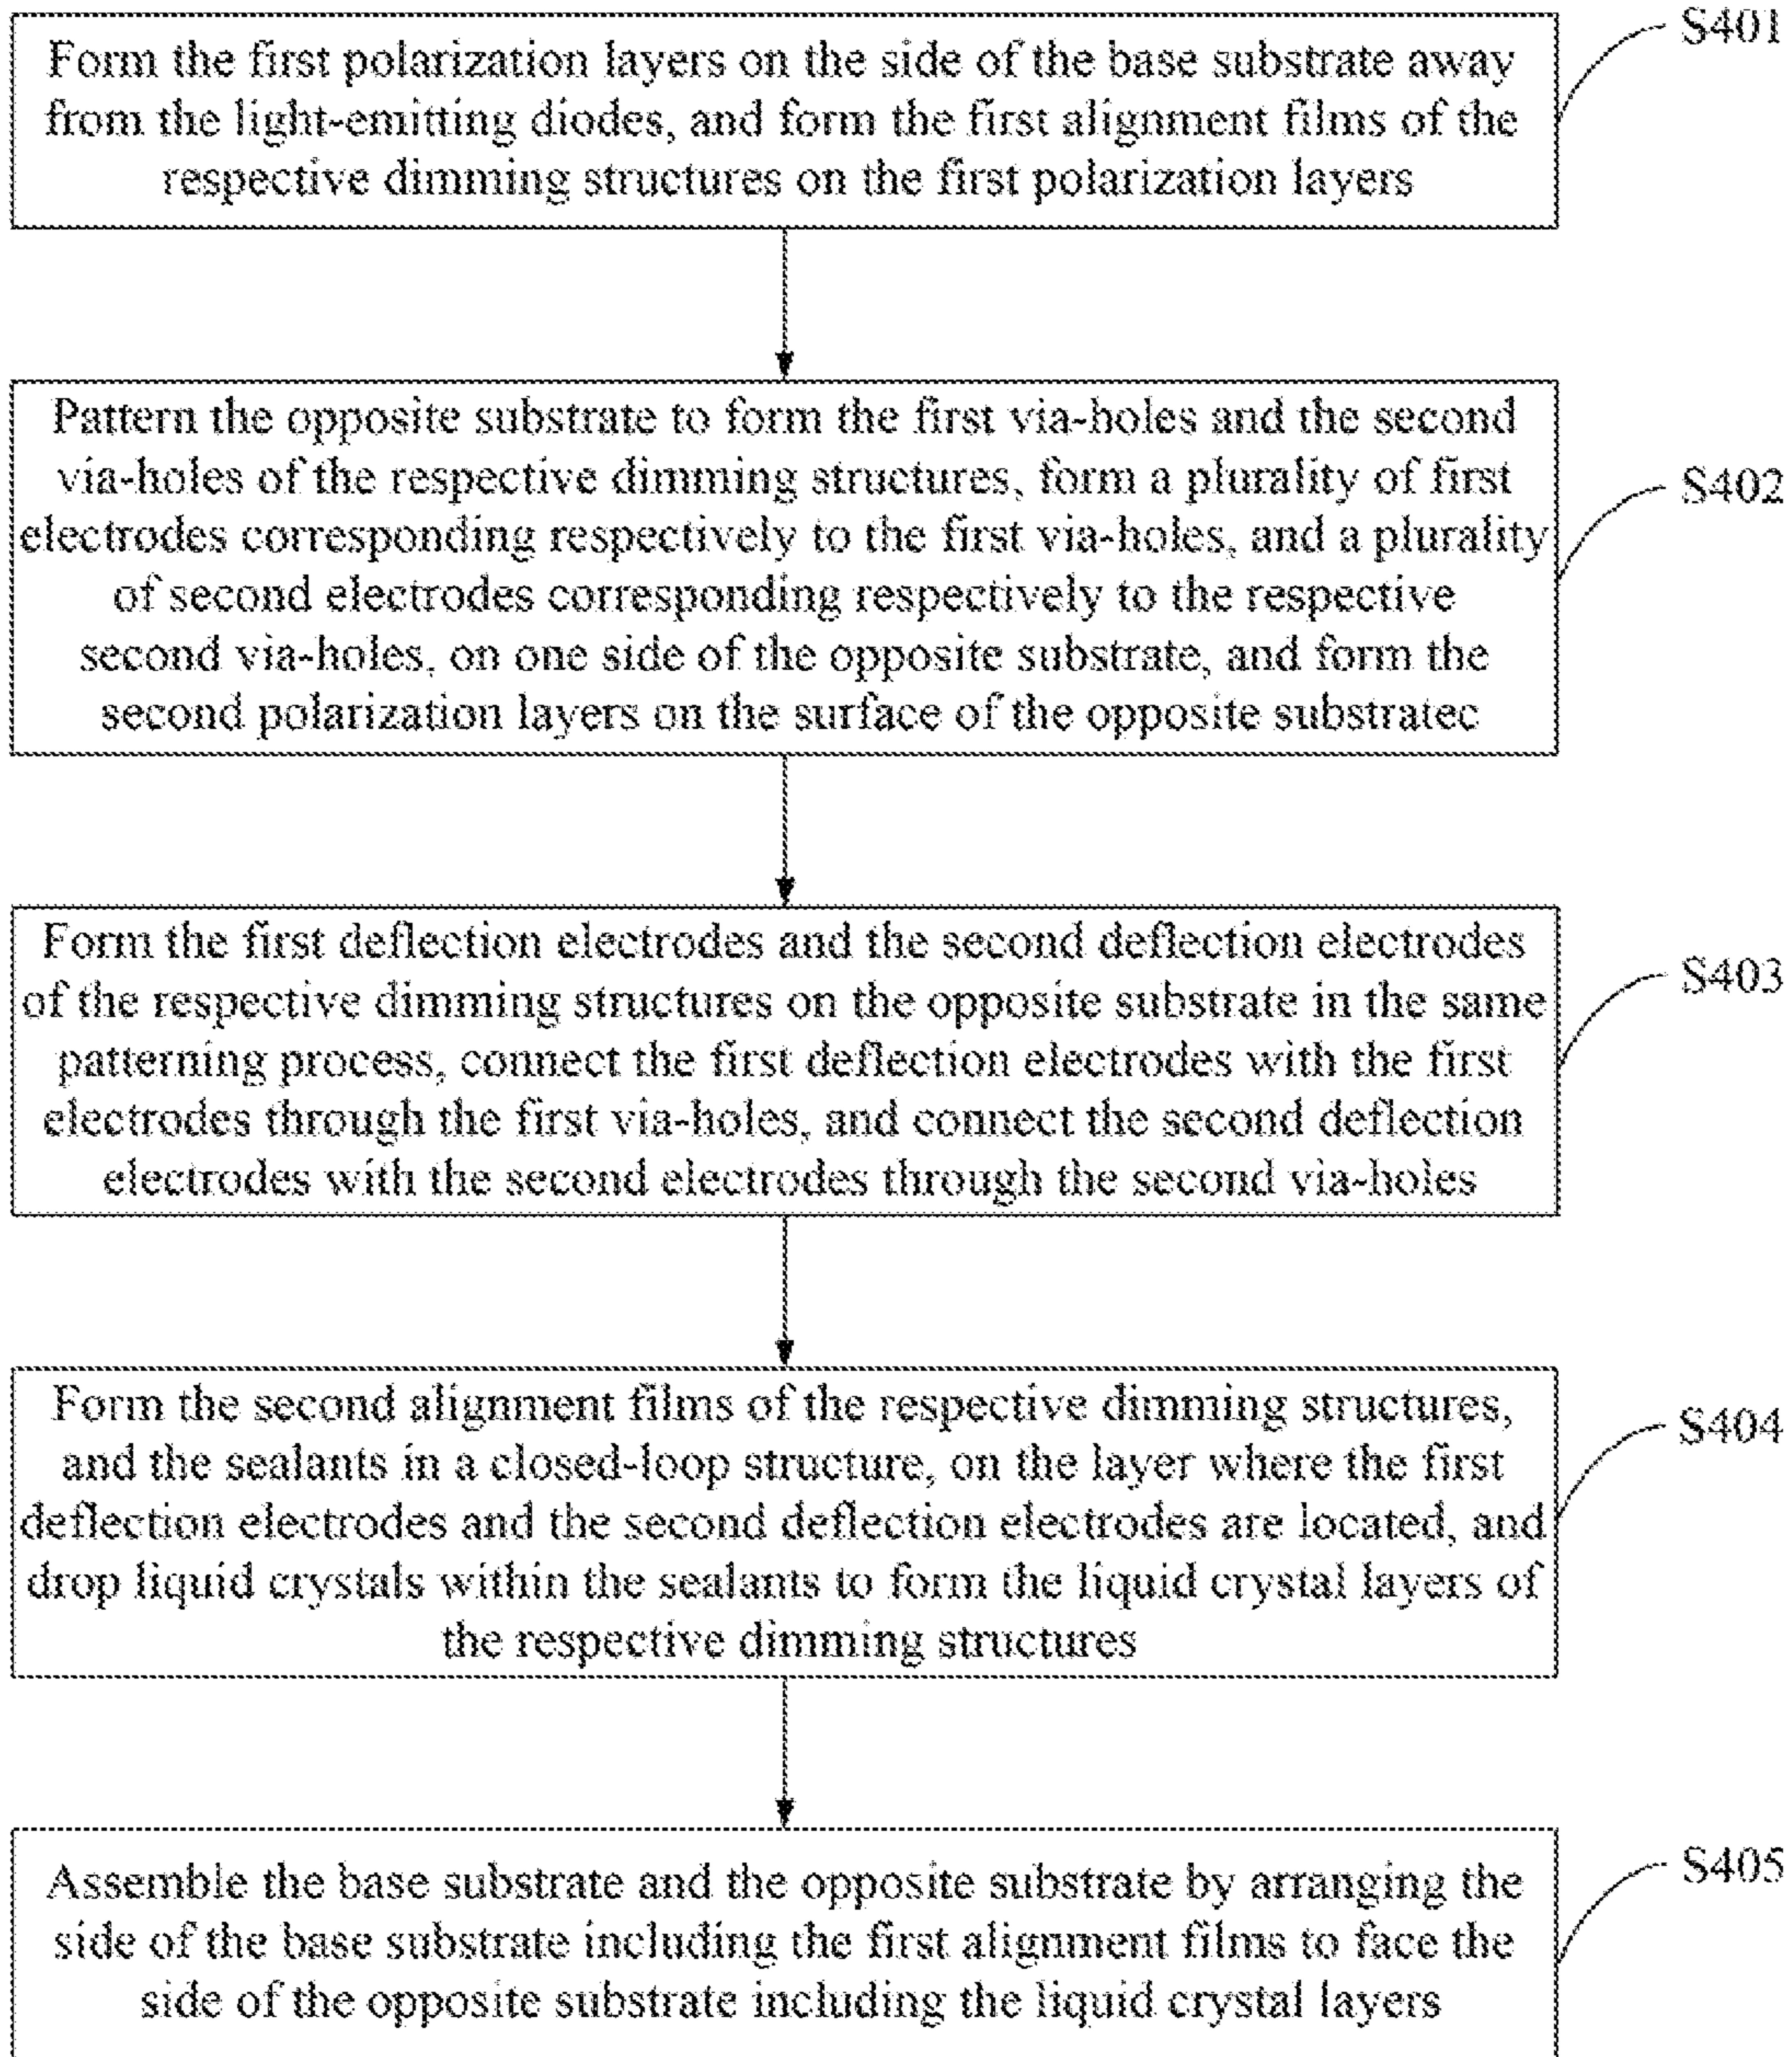 S401
Form the first polarization layers on the side of the base substrate away
from the light-emitting diodes, and form the first alignment films of the
respective dimming structures on the first polarization layers
Pattern the opposite substrate to form the first via-holes and the second
via-holes of the respective dimming structures, form a plurality of first
S402
electrodes corresponding respectively to the first via-holes, and a plurality
of second electrodes corresponding respectively to the respective
second via-holes, on one side of the opposite substrate, and form the
second polarization layers on the surface of the opposite substratec
Form the first deflection electrodes and the second deflection electrodes
S403
of the respective dimming structures on the opposite substrate in the same
patterning process, connect the first deflection electrodes with the first
electrodes through the first via-holes, and connect the second deflection
electrodes with the second electrodes through the second via-holes
Form the second alignment films of the respective dimming structures,
S404
and the sealants in a closed-loop structure, on the layer where the first
deflection electrodes and the second deflection electrodes are located, and
drop liquid crystals within the sealants to form the liquid crystal layers of
the respective dimming structures
S405
Assemble the base substrate and the opposite substrate by arranging the
side of the base substrate including the first alignment films to face the
side of the opposite substrate including the liquid crystal layers